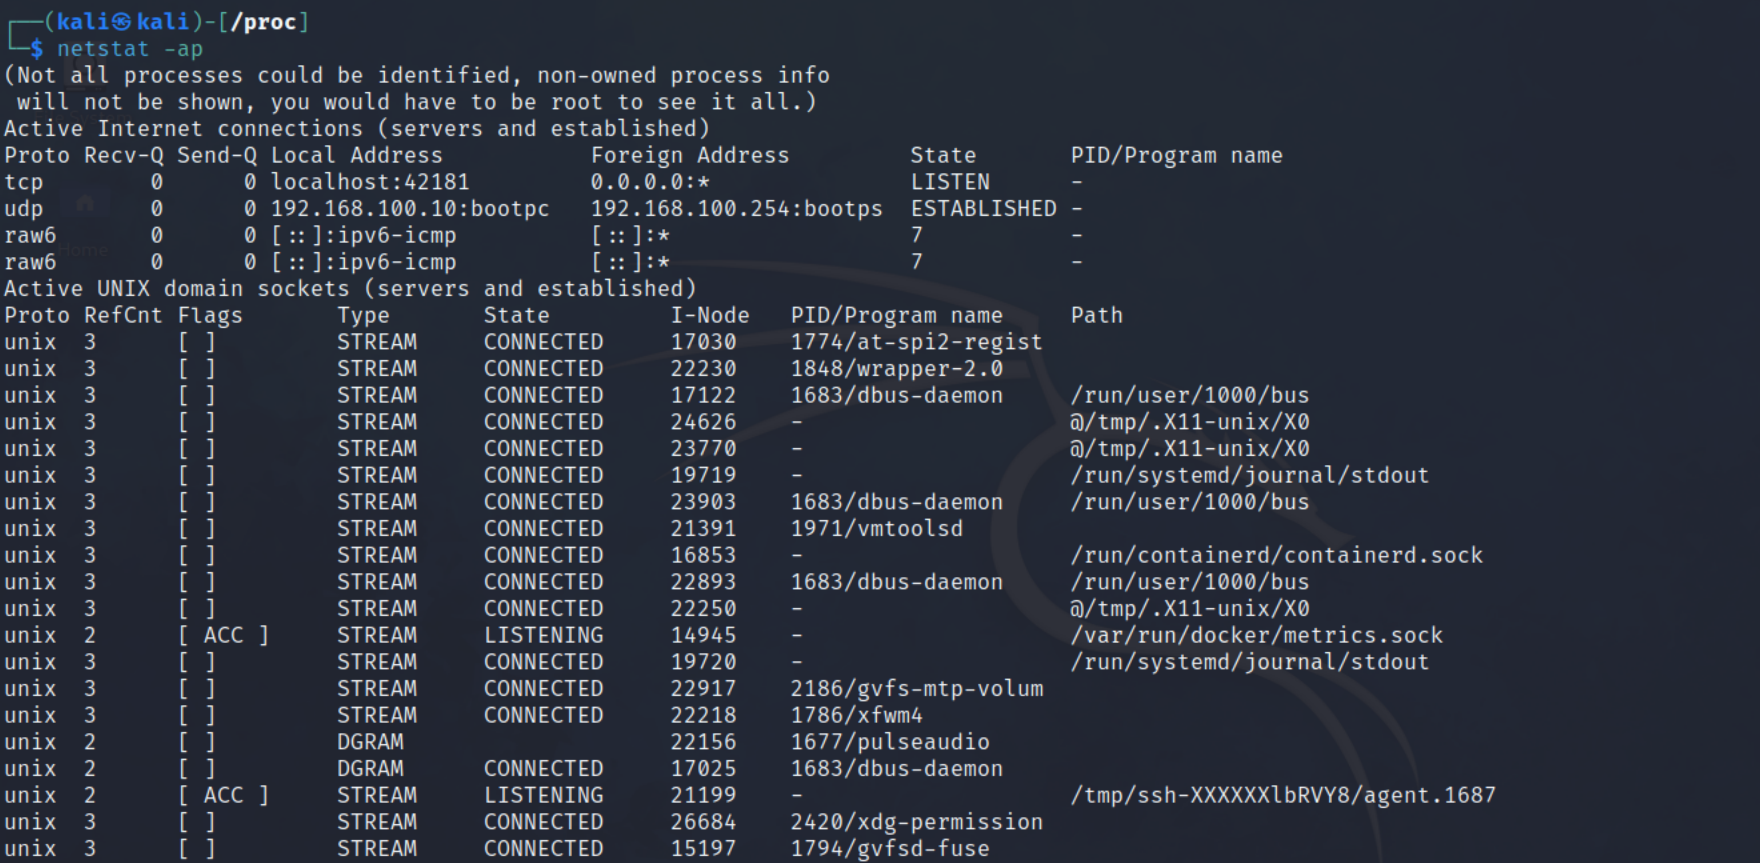 (kali㉿kali)-[/proc]
$ netstat -ap
(Not all processes could be identified, non-owned process info
 will not be shown, you would have to be root to see it all.)
Active Internet connections (servers and established)
Proto Recv-Q Send-Q Local Address           Foreign Address         State       PID/Program name
tcp        0      0 localhost:42181         0.0.0.0:*               LISTEN      -
udp        0      0 192.168.100.10:bootpc   192.168.100.254:bootps  ESTABLISHED -
raw6       0      0 [::]:ipv6-icmp          [::]:*                  7           -
Home
raw6       0      0 [::]:ipv6-icmp          [::]:*                  7           -
Active UNIX domain sockets (servers and established)
Proto RefCnt Flags       Type       State         I-Node   PID/Program name     Path
unix  3      [ ]         STREAM     CONNECTED     17030    1774/at-spi2-regist
unix  3      [ ]         STREAM     CONNECTED     22230    1848/wrapper-2.0
unix  3      [ ]         STREAM     CONNECTED     17122    1683/dbus-daemon     /run/user/1000/bus
unix  3      [ ]         STREAM     CONNECTED     24626    -                    @/tmp/.X11-unix/X0
unix  3      [ ]         STREAM     CONNECTED     23770    -                    @/tmp/.X11-unix/X0
unix  3      [ ]         STREAM     CONNECTED     19719    -                    /run/systemd/journal/stdout
unix  3      [ ]         STREAM     CONNECTED     23903    1683/dbus-daemon     /run/user/1000/bus
unix  3      [ ]         STREAM     CONNECTED     21391    1971/vmtoolsd
unix  3      [ ]         STREAM     CONNECTED     16853    -                    /run/containerd/containerd.sock
unix  3      [ ]         STREAM     CONNECTED     22893    1683/dbus-daemon     /run/user/1000/bus
unix  3      [ ]         STREAM     CONNECTED     22250    -                    @/tmp/.X11-unix/X0
unix  2      [ ACC ]     STREAM     LISTENING     14945    -                    /var/run/docker/metrics.sock
unix  3      [ ]         STREAM     CONNECTED     19720    -                    /run/systemd/journal/stdout
unix  3      [ ]         STREAM     CONNECTED     22917    2186/gvfs-mtp-volum
unix  3      [ ]         STREAM     CONNECTED     22218    1786/xfwm4
unix  2      [ ]         DGRAM                    22156    1677/pulseaudio
unix  2      [ ]         DGRAM      CONNECTED     17025    1683/dbus-daemon
unix  2      [ ACC ]     STREAM     LISTENING     21199    -                    /tmp/ssh-XXXXXXlbRVY8/agent.1687
unix  3      [ ]         STREAM     CONNECTED     26684    2420/xdg-permission
unix  3      [ ]         STREAM     CONNECTED     15197    1794/gvfsd-fuse